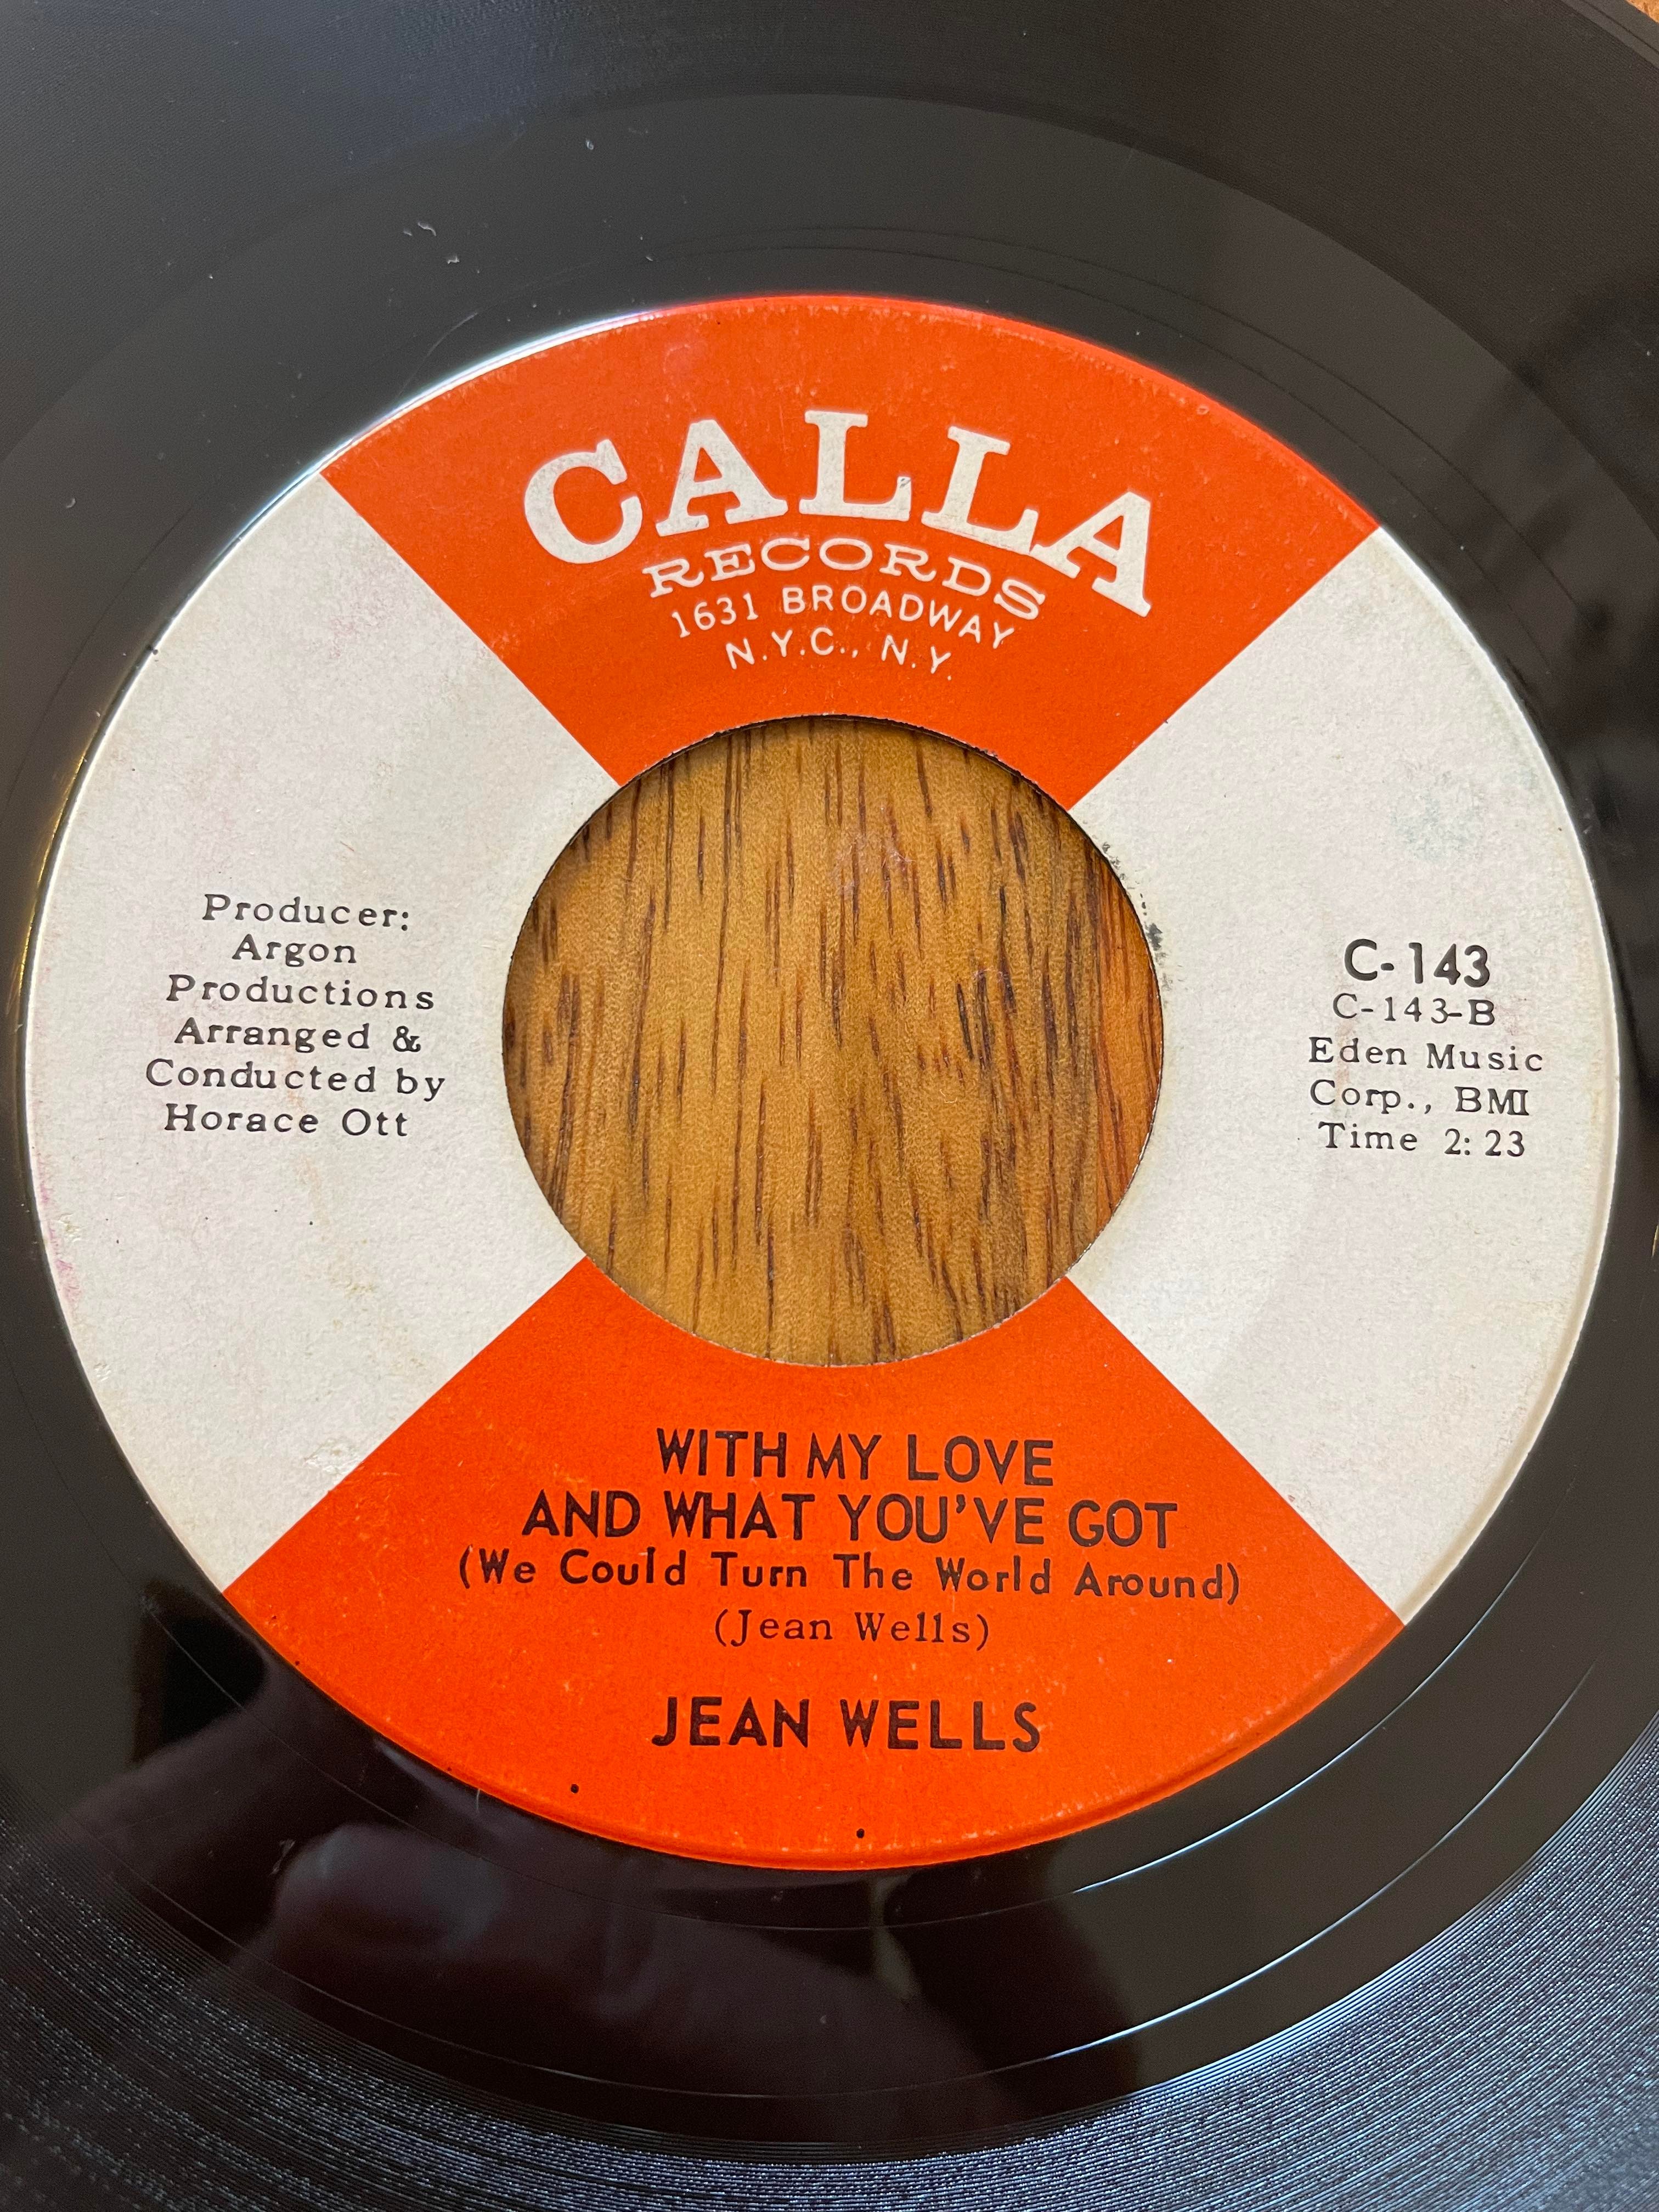 CALLA
RECORDS
1631 BROADWAY
N.Y.C., N.Y.
Producer:
Argon
Productions
Arranged &
Conducted by
Horace Ott
C-143
C-143-B
Eden Music
Corp., BMI
Time 2:23
WITH MY LOVE
AND WHAT YOU'VE GOT
(We Could Turn The World Around)
(Jean Wells)
JEAN WELLS